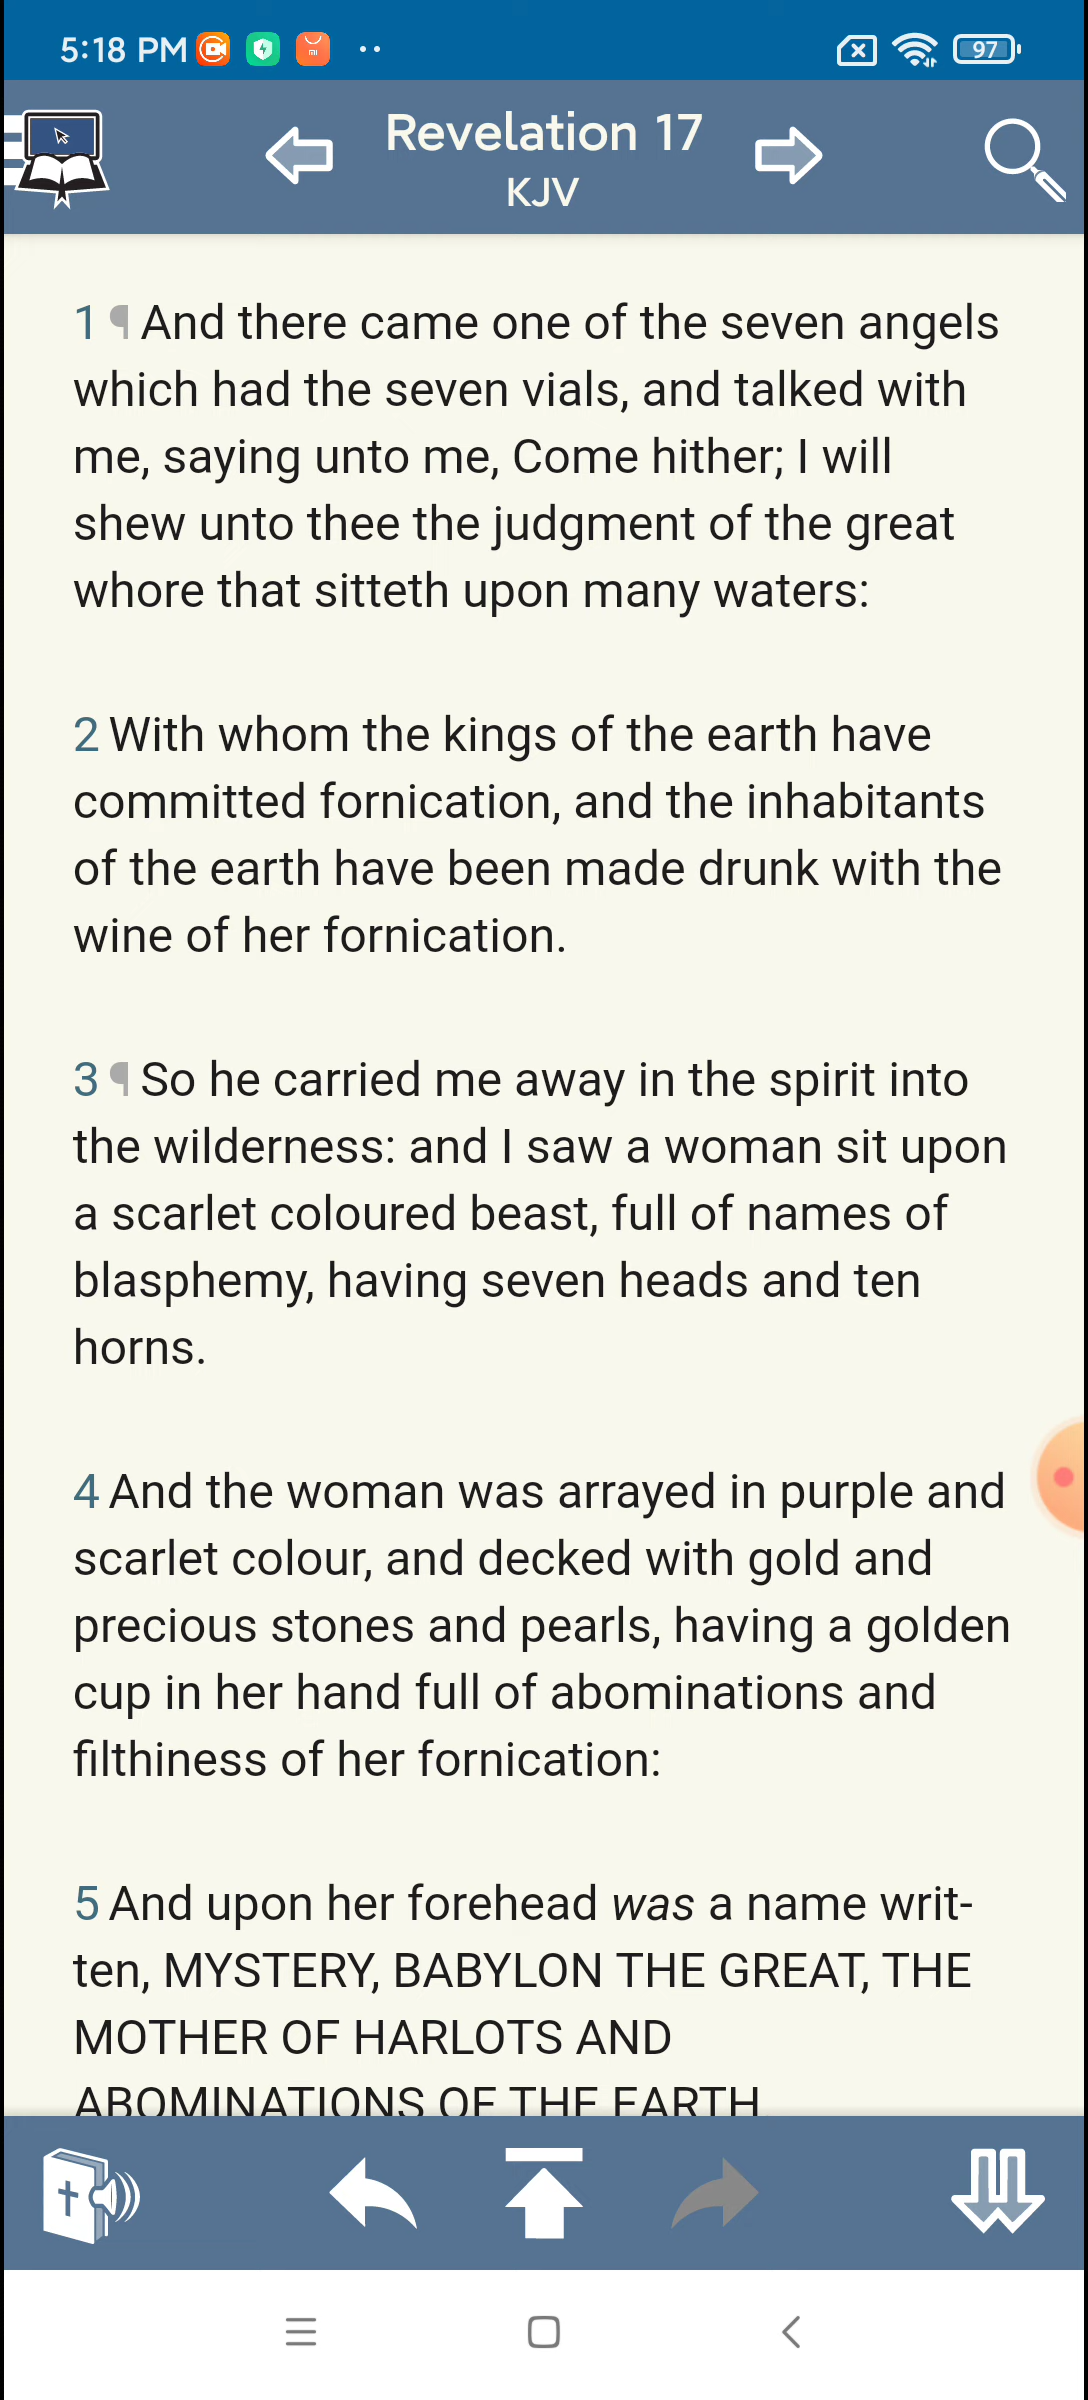 5:18 PM
97
Revelation 17
KJV
1 ¶ And there came one of the seven angels
which had the seven vials, and talked with
me, saying unto me, Come hither; I will
shew unto thee the judgment of the great
whore that sitteth upon many waters:
2 With whom the kings of the earth have
committed fornication, and the inhabitants
of the earth have been made drunk with the
wine of her fornication.
3 ¶ So he carried me away in the spirit into
the wilderness: and I saw a woman sit upon
a scarlet coloured beast, full of names of
blasphemy, having seven heads and ten
horns.
4 And the woman was arrayed in purple and
scarlet colour, and decked with gold and
precious stones and pearls, having a golden
cup in her hand full of abominations and
filthiness of her fornication:
5 And upon her forehead was a name writ-
ten, MYSTERY, BABYLON THE GREAT, THE
MOTHER OF HARLOTS AND
ABOMINATIONS OF THE EARTH